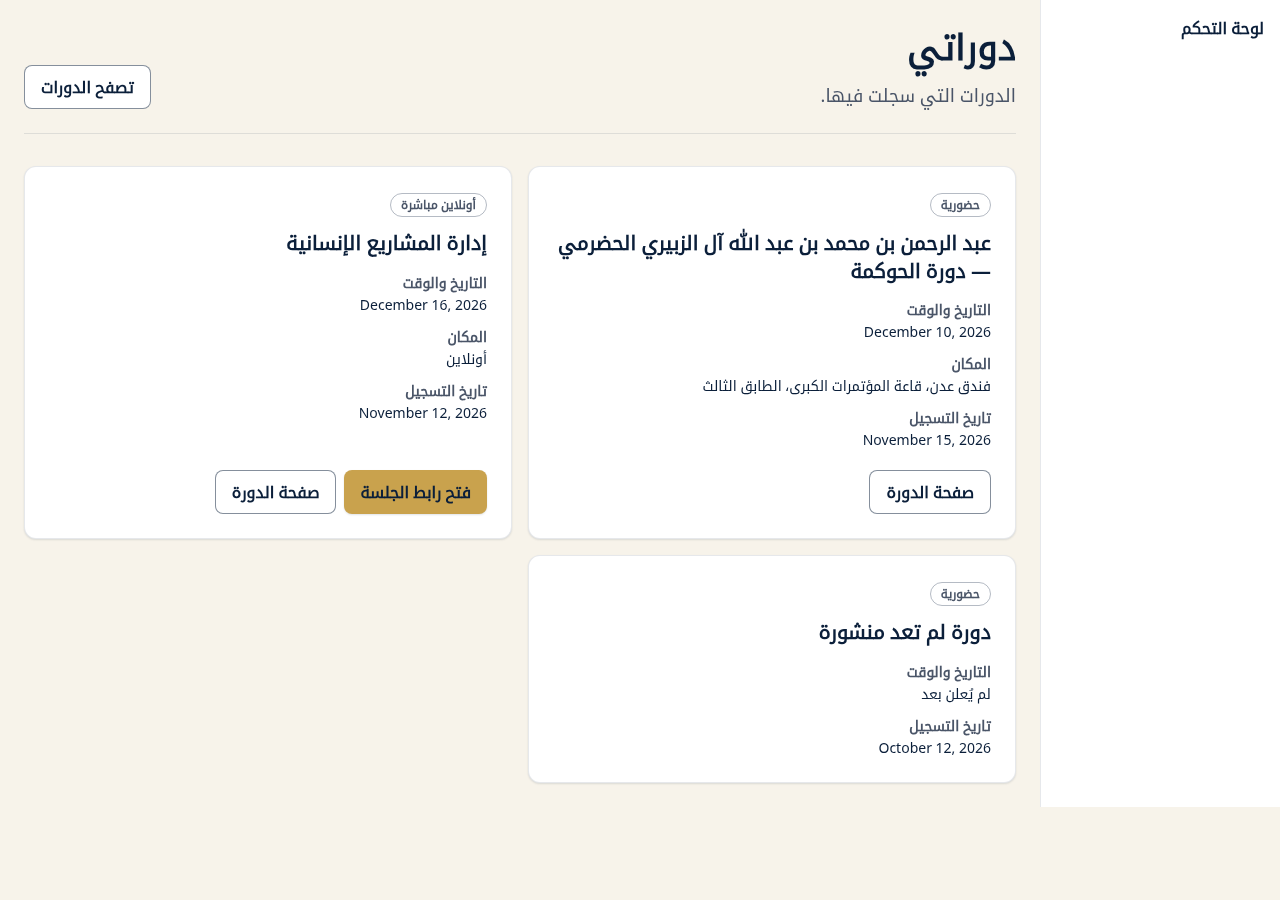 لوحة التحكم
دوراتي
الدورات التي سجلت فيها.
تصفح الدورات
حضورية
عبد الرحمن بن محمد بن عبد الله آل الزبيري الحضرمي
— دورة الحوكمة
التاريخ والوقت
December 10, 2026
المكان
فندق عدن، قاعة المؤتمرات الكبرى، الطابق الثالث
تاريخ التسجيل
November 15, 2026
صفحة الدورة
أونلاين مباشرة
إدارة المشاريع الإنسانية
التاريخ والوقت
December 16, 2026
المكان
أونلاين
تاريخ التسجيل
November 12, 2026
فتح رابط الجلسة
صفحة الدورة
حضورية
دورة لم تعد منشورة
التاريخ والوقت
لم يُعلن بعد
تاريخ التسجيل
October 12, 2026